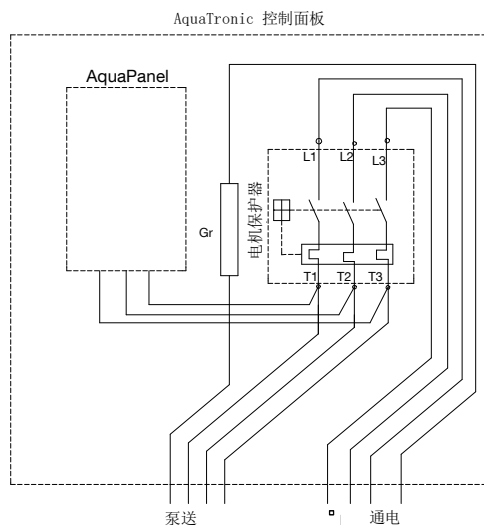 AquaTronic 控制面板
AquaPanel
L1 L2 L3
Gr
电机保护器
T1 T2 T3
泵送 通电